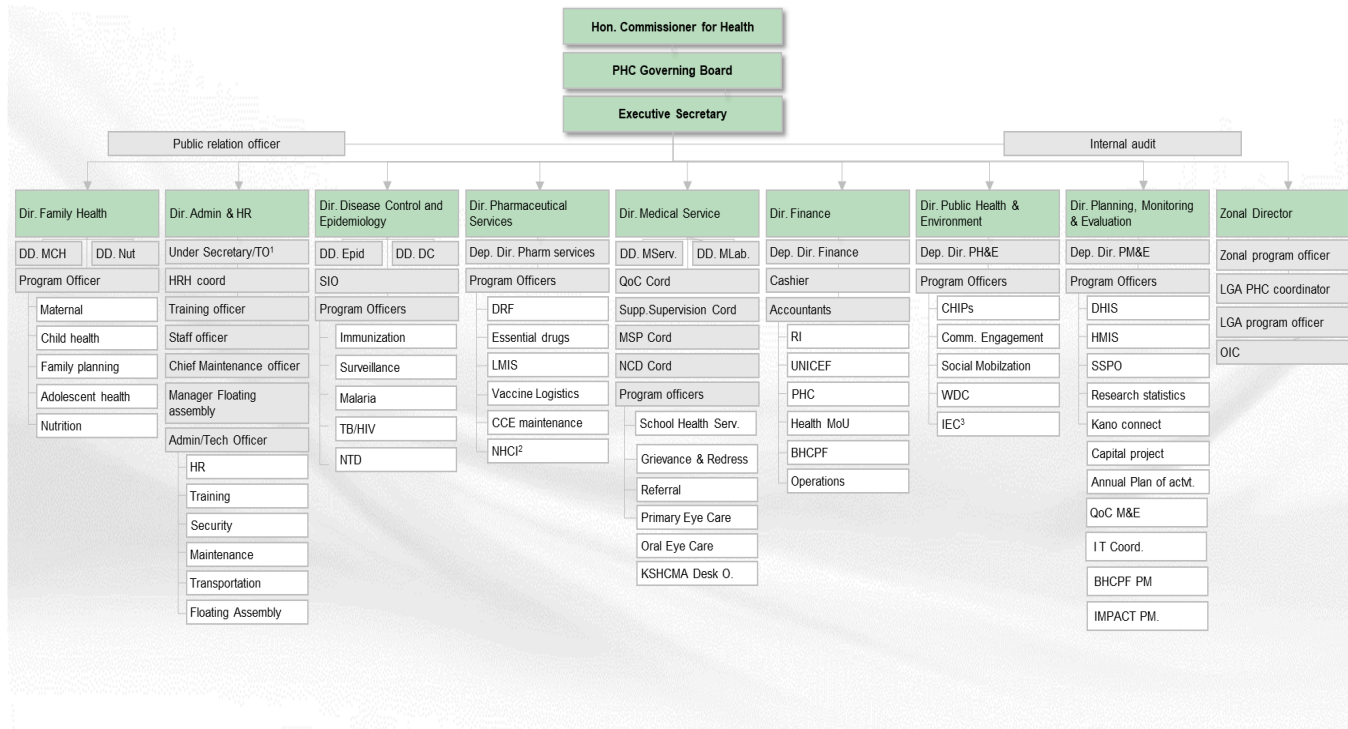 Hon. Commissioner for Health
PHC Governing Board
Executive Secretary
Public relation officer
Internal audit
Dir. Family Health
DD. MCH
DD. Nut
Program Officer
Maternal
Child health
Family planning
Adolescent health
Nutrition
Dir. Admin & HR
Under Secretary/TO¹
HRH coord
Training officer
Staff officer
Chief Maintenance officer
Manager Floating
assembly
Admin/Tech Officer
HR
Training
Security
Maintenance
Transportation
Floating Assembly
Dir. Disease Control and
Epidemiology
DD. Epid
DD. DC
SIO
Program Officers
Immunization
Surveillance
Malaria
TB/HIV
NTD
Dir. Pharmaceutical
Services
Dep. Dir. Pharm services
Program Officers
DRF
Essential drugs
LMIS
Vaccine Logistics
CCE maintenance
NHCI²
Dir. Medical Service
DD. MServ.
DD. MLab.
QoC Cord
Supp.Supervision Cord
MSP Cord
NCD Cord
Program officers
School Health Serv.
Grievance & Redress
Referral
Primary Eye Care
Oral Eye Care
KSHCMA Desk O.
Dir. Finance
Dep. Dir. Finance
Cashier
Accountants
RI
UNICEF
PHC
Health MoU
BHCPF
Operations
Dir. Public Health &
Environment
Dep. Dir. PH&E
Program Officers
CHIPs
Comm. Engagement
Social Mobilzation
WDC
IEC³
Dir. Planning, Monitoring
& Evaluation
Dep. Dir. PM&E
Program Officers
DHIS
HMIS
SSPO
Research statistics
Kano connect
Capital project
Annual Plan of actvt.
QoC M&E
I T Coord.
BHCPF PM
IMPACT PM.
Zonal Director
Zonal program officer
LGA PHC coordinator
LGA program officer
OIC